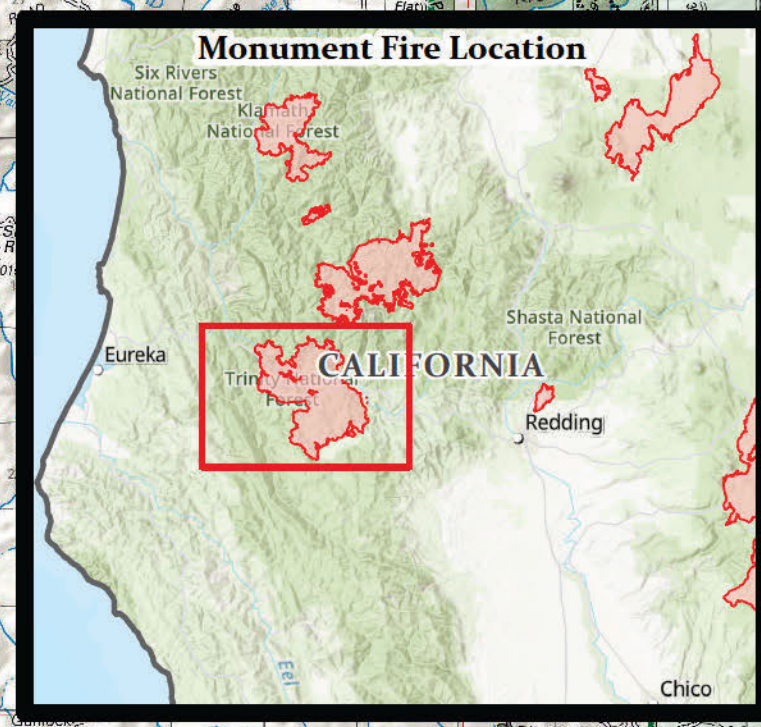 Flat
Monument Fire Location
Six Rivers
National Forest
Klamath
National Forest
Shasta National
Forest
Eureka
CALIFORNIA
Trinity National
Forest
Redding
Eel
Chico